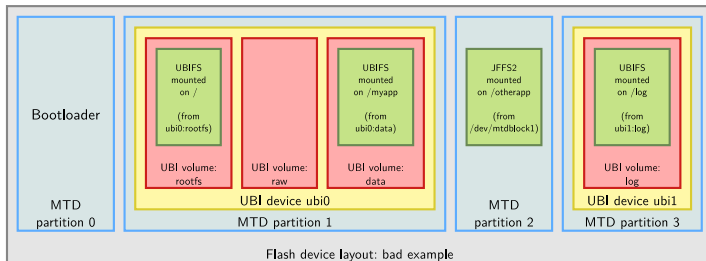 Bootloader
MTD
partition 0
UBIFS
mounted
on /
(from
ubi0:rootfs)
UBI volume:
rootfs
UBI volume:
raw
UBIFS
mounted
on /myapp
(from
ubi0:data)
UBI volume:
data
UBI device ubi0
MTD partition 1
JFFS2
mounted
on /otherapp
(from
/dev/mtdblock1)
MTD
partition 2
UBIFS
mounted
on /log
(from
ubi1:log)
UBI volume:
log
UBI device ubi1
MTD partition 3
Flash device layout: bad example